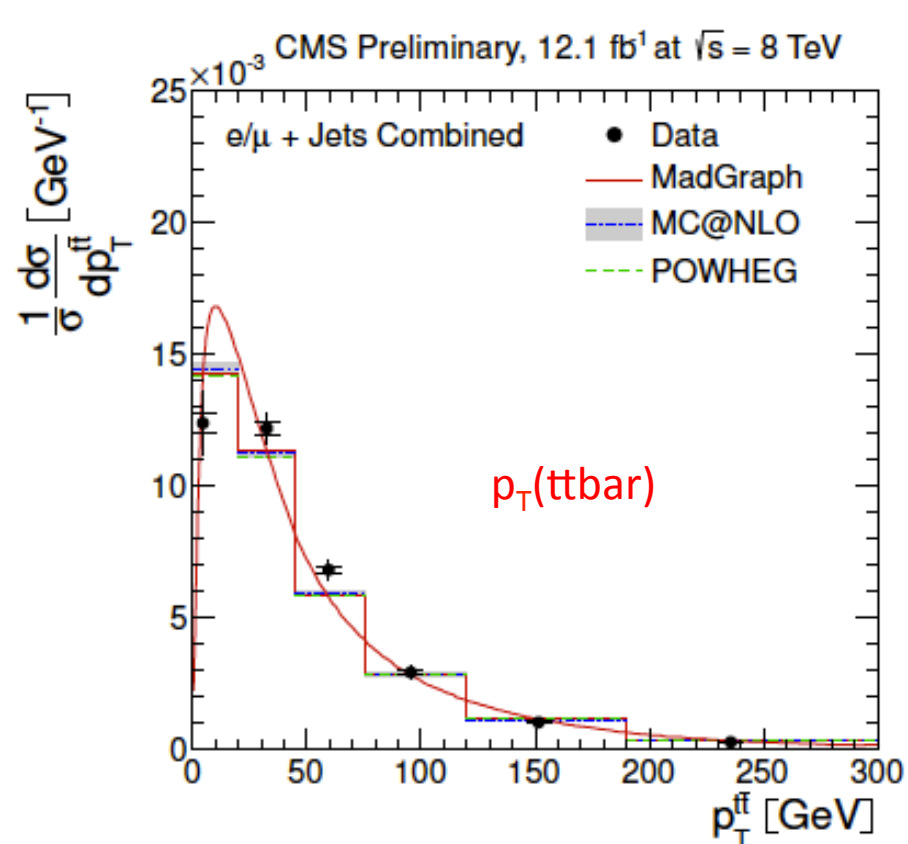 CMS Preliminary, 12.1 fb¹ at √s = 8 TeV
×10⁻³
e/μ + Jets Combined
Data
MadGraph
MC@NLO
POWHEG
1/σ dσ/dp_T^{tt̄} [GeV⁻¹]
25
20
15
10
5
0
p_T(ttbar)
0 50 100 150 200 250 300
p_T^{tt̄} [GeV]